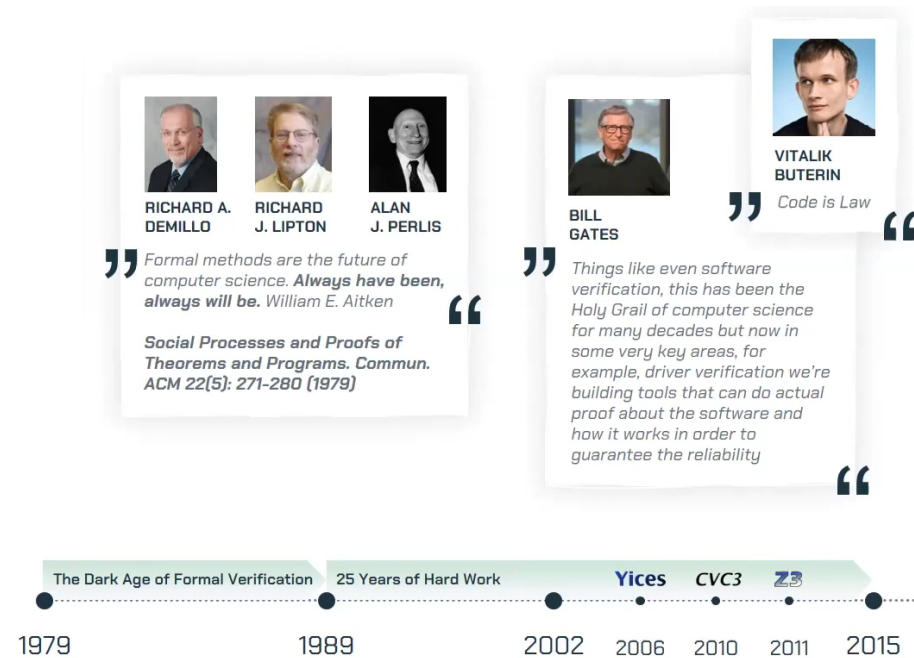 RICHARD A.
DEMILLO
RICHARD
J. LIPTON
ALAN
J. PERLIS
Formal methods are the future of
computer science. Always have been,
always will be. William E. Aitken
Social Processes and Proofs of
Theorems and Programs. Commun.
ACM 22(5): 271-280 (1979)
BILL
GATES
Things like even software
verification, this has been the
Holy Grail of computer science
for many decades but now in
some very key areas, for
example, driver verification we're
building tools that can do actual
proof about the software and
how it works in order to
guarantee the reliability
VITALIK
BUTERIN
Code is Law
The Dark Age of Formal Verification
25 Years of Hard Work
Yices
CVC3
Z3
1979
1989
2002
2006
2010
2011
2015